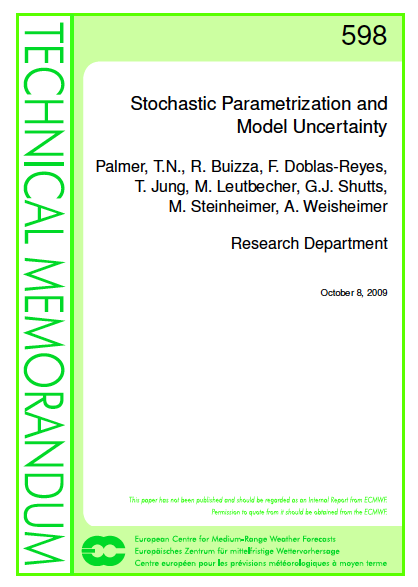 TECHNICAL MEMORANDUM
598
Stochastic Parametrization and
Model Uncertainty
Palmer, T.N., R. Buizza, F. Doblas-Reyes,
T. Jung, M. Leutbecher, G.J. Shutts,
M. Steinheimer, A. Weisheimer
Research Department
October 8, 2009
This paper has not been published and should be regarded as an Internal Report from ECMWF.
Permission to quote from it should be obtained from the ECMWF.
European Centre for Medium-Range Weather Forecasts
Europäisches Zentrum für mittelfristige Wettervorhersage
Centre européen pour les prévisions météorologiques à moyen terme